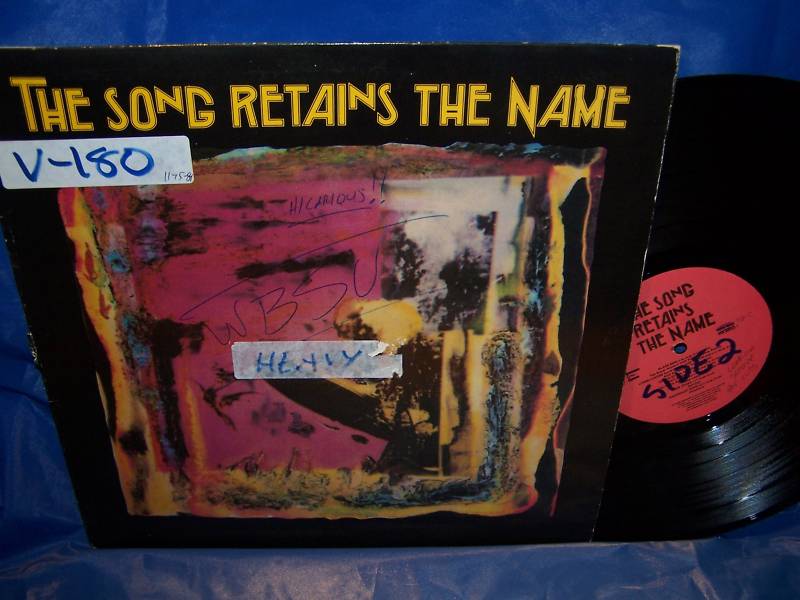 THE SONG RETAINS THE NAME
V-180
HILARIOUS!!
WBSU
HEAVY
THE SONG
RETAINS
THE NAME
SIDE 2